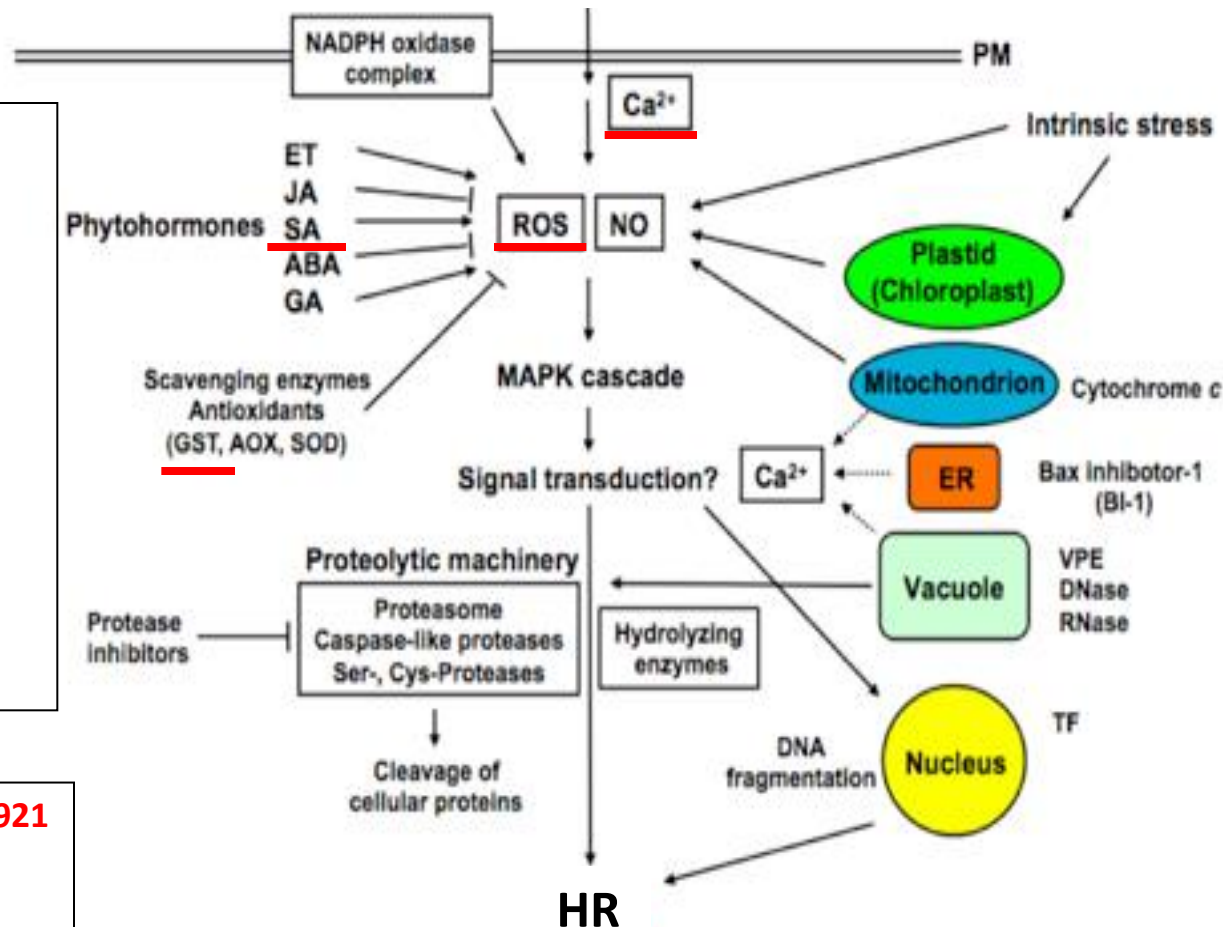 NADPH oxidase
complex
PM
Ca²⁺
Intrinsic stress
ET
JA
Phytohormones SA
ABA
GA
ROS
NO
Plastid
(Chloroplast)
Scavenging enzymes
Antioxidants
(GST, AOX, SOD)
MAPK cascade
Mitochondrion
Cytochrome c
Signal transduction?
Ca²⁺
ER
Bax inhibotor-1
(BI-1)
Proteolytic machinery
Proteasome
Caspase-like proteases
Ser-, Cys-Proteases
Protease
inhibitors
Hydrolyzing
enzymes
Vacuole
VPE
DNase
RNase
Cleavage of
cellular proteins
DNA
fragmentation
Nucleus
TF
921
HR